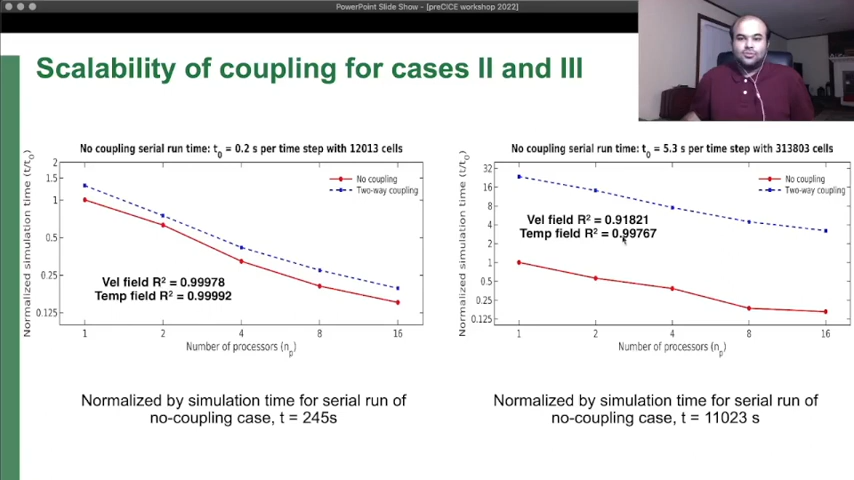 PowerPoint Slide Show - [preCICE workshop 2022]
Scalability of coupling for cases II and III
No coupling serial run time: t0 = 0.2 s per time step with 12013 cells
Normalized simulation time (t/t0)
2
1.5
1
0.5
0.25
0.125
No coupling
Two-way coupling
Vel field R² = 0.99978
Temp field R² = 0.99992
1 2 4 8 16
Number of processors (np)
Normalized by simulation time for serial run of
no-coupling case, t = 245s
No coupling serial run time: t0 = 5.3 s per time step with 313803 cells
Normalized simulation time (t/t0)
32
16
8
4
2
1
0.5
0.25
0.125
No coupling
Two-way coupling
Vel field R² = 0.91821
Temp field R² = 0.99767
1 2 4 8 16
Number of processors (np)
Normalized by simulation time for serial run of
no-coupling case, t = 11023 s